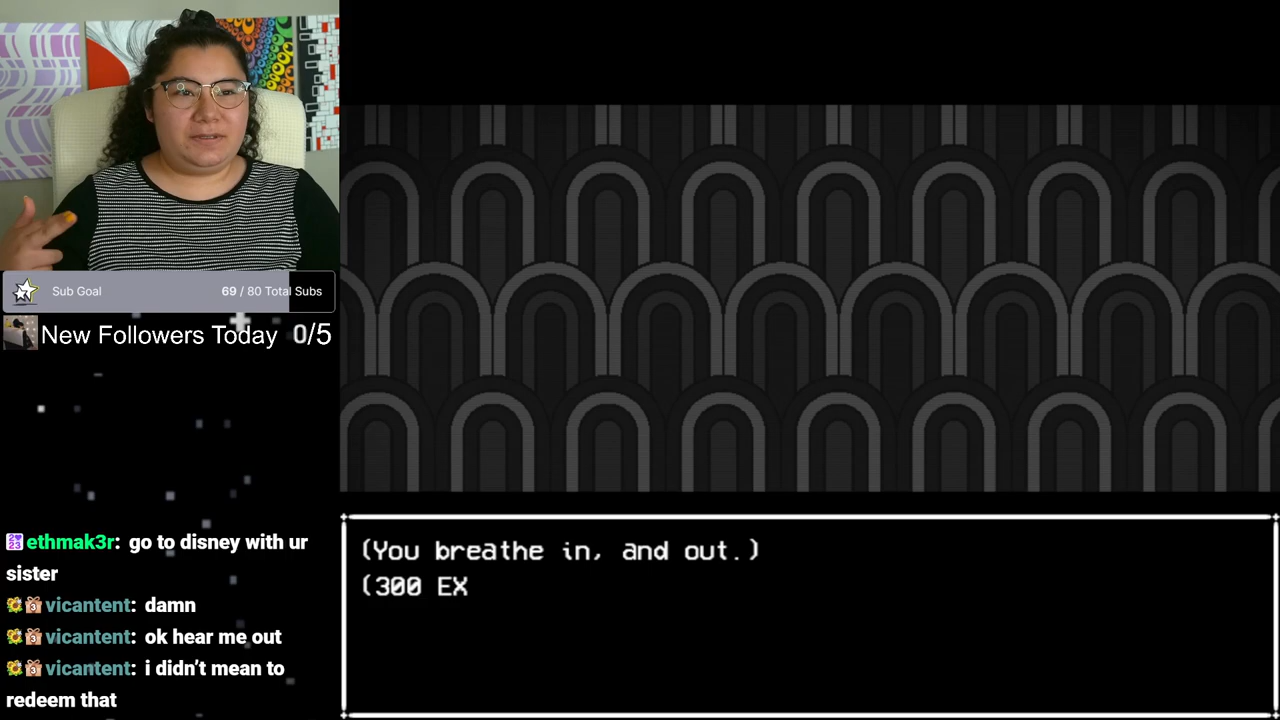 Sub Goal
69 / 80 Total Subs
New Followers Today 0/5
ethmak3r: go to disney with ur
sister
vicantent: damn
vicantent: ok hear me out
vicantent: i didn't mean to
redeem that
(You breathe in, and out.)
(300 EX